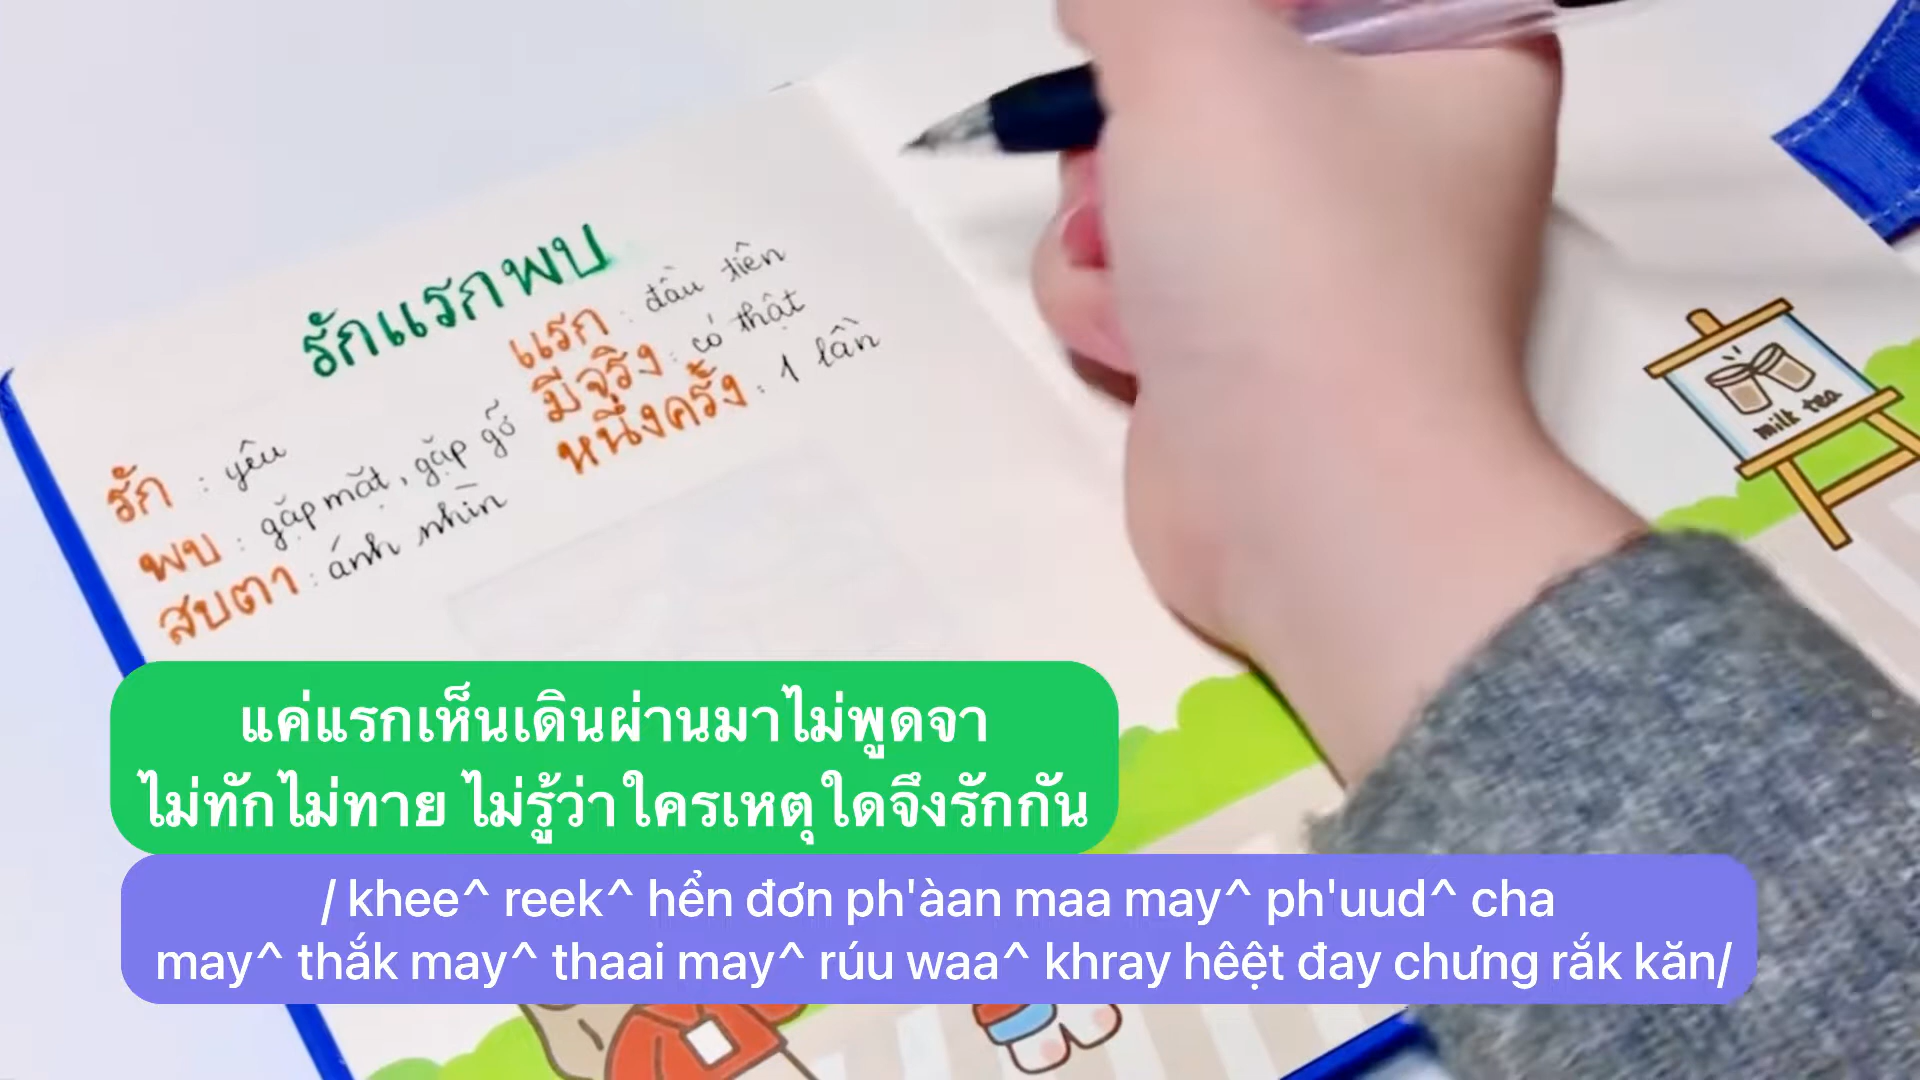 รักแรกพบ
รัก : yêu
พบ : gặp mặt, gặp gỡ
สบตา : ánh nhìn
แรก : đầu tiên
มีจริง : có thật
หนึ่งครั้ง : 1 lần
milk tea
แค่แรกเห็นเดินผ่านมาไม่พูดจา
ไม่ทักไม่ทาย ไม่รู้ว่าใครเหตุใดจึงรักกัน
/ khee^ reek^ hển đơn ph'àan maa may^ ph'uud^ cha
may^ thắk may^ thaai may^ rúu waa^ khray hêệt đay chưng rắk kăn/